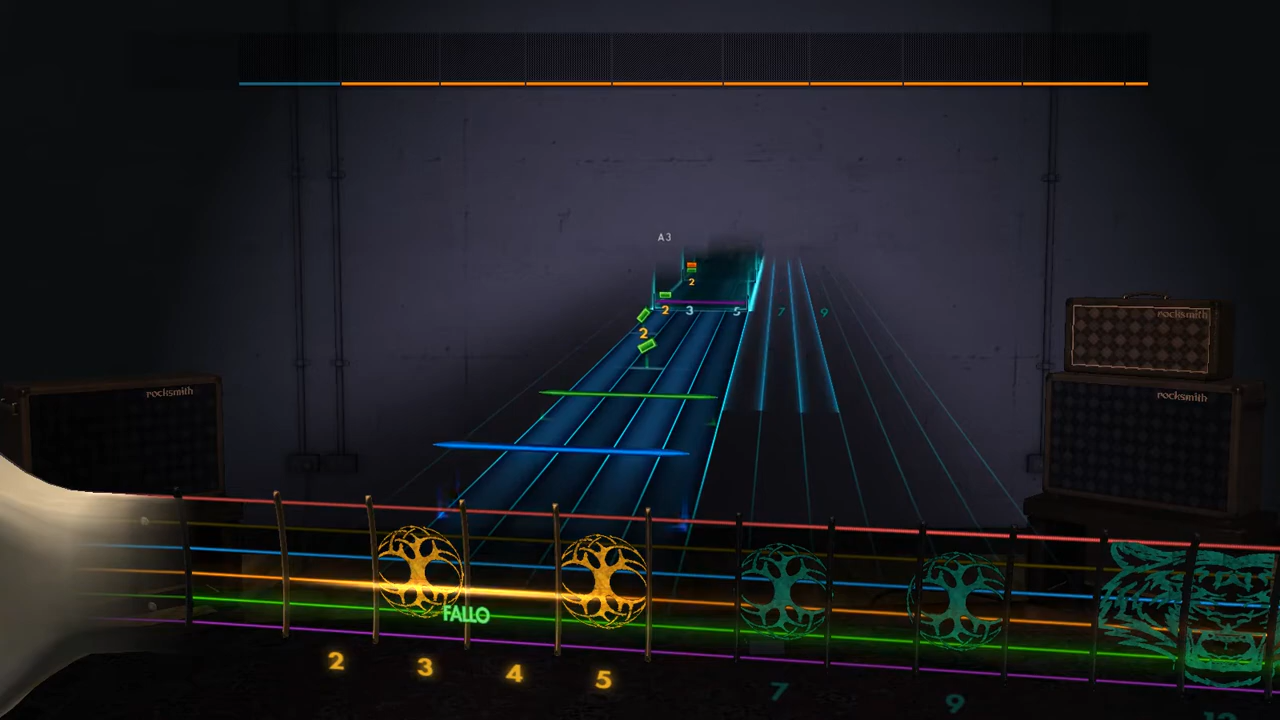 A3
2
2 3 5 7 9
2
rocksmith
rocksmith
rocksmith
FALLO
2 3 4 5 7 9